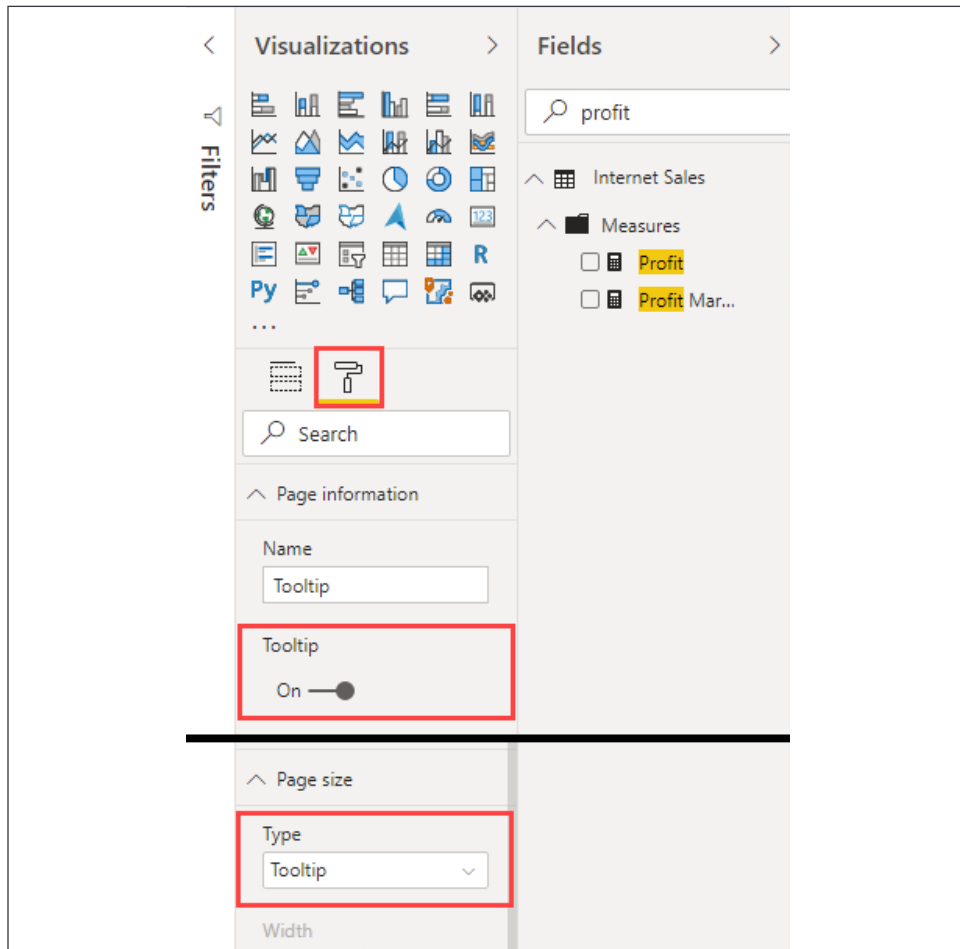 Visualizations
Fields
Filters
profit
Internet Sales
Measures
Profit
Profit Mar...
123
R
Py
...
Search
Page information
Name
Tooltip
Tooltip
On
Page size
Type
Tooltip
Width